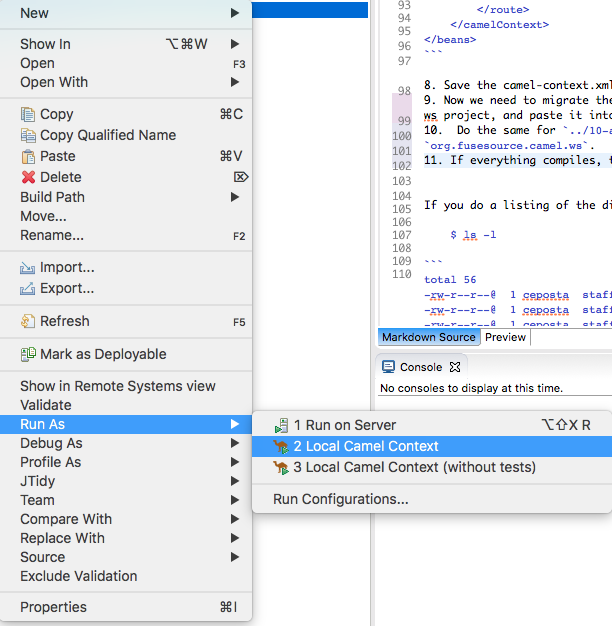 New
Show In ⌥⌘W
Open F3
Open With
Copy ⌘C
Copy Qualified Name
Paste ⌘V
Delete ⌦
Build Path
Move...
Rename... F2
Import...
Export...
Refresh F5
Mark as Deployable
Show in Remote Systems view
Validate
Run As
Debug As
Profile As
JTidy
Team
Compare With
Replace With
Source
Exclude Validation
Properties ⌘I
1 Run on Server ⌥⇧X R
2 Local Camel Context
3 Local Camel Context (without tests)
Run Configurations...
93 </route>
94 </camelContext>
95 </beans>
96 ```
97
98 8. Save the camel-context.xml
9. Now we need to migrate the
99 ws project, and paste it into
100 10. Do the same for `../10-a
101 `org.fusesource.camel.ws`.
102 11. If everything compiles, t
103
104
105 If you do a listing of the di
106
107 $ ls -l
108
109 ```
110 total 56
-rw-r--r--@ 1 ceposta staff
-rw-r--r--@ 1 ceposta staff
-rw-r--r--@ 1 ceposta staff
Markdown Source Preview
Console
No consoles to display at this time.